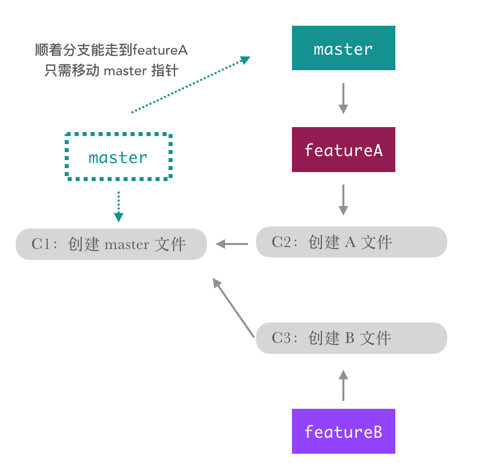 顺着分支能走到featureA
只需移动 master 指针
master
master
featureA
C1：创建 master 文件
C2：创建 A 文件
C3：创建 B 文件
featureB